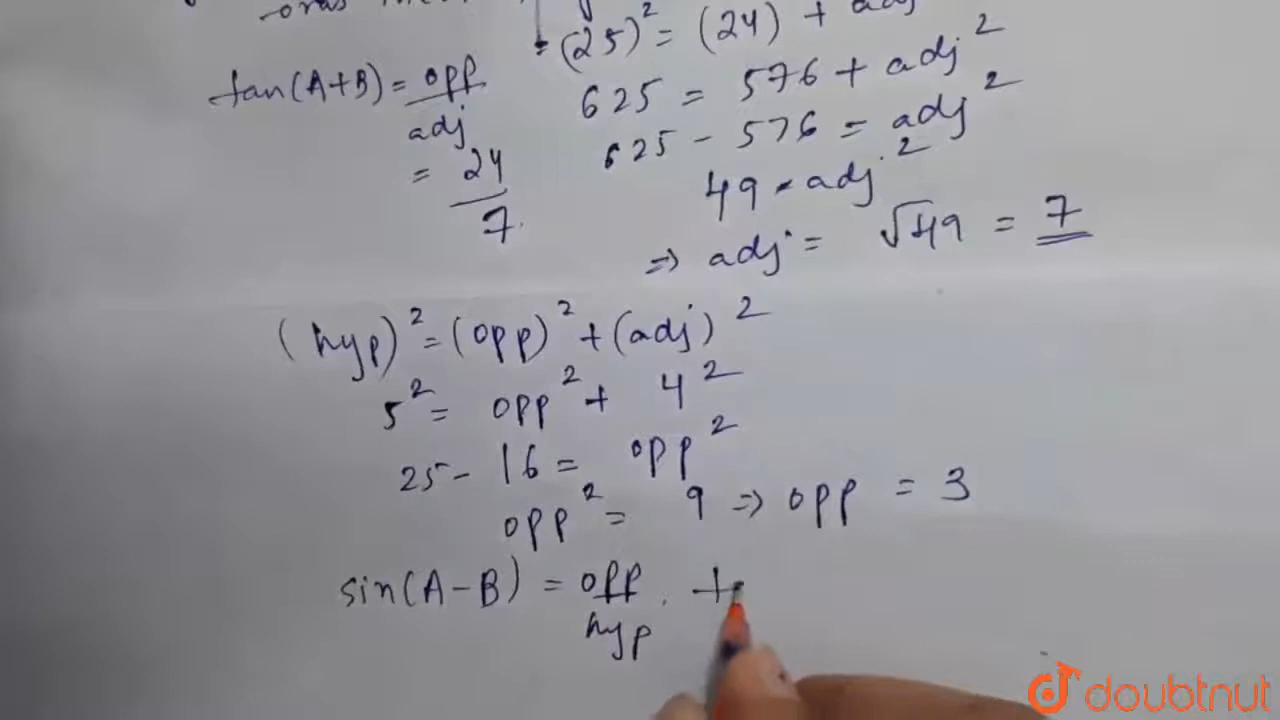 tan(A+B) = opp/adj
= 24/7.
(25)² = (24) + adj
625 = 576 + adj²
625 - 576 = adj²
49 = adj²
⇒ adj = √49 = 7
(hyp)² = (opp)² + (adj)²
5² = opp² + 4²
25 - 16 = opp²
opp² = 9 ⇒ opp = 3
sin(A-B) = opp/hyp.
doubtnut